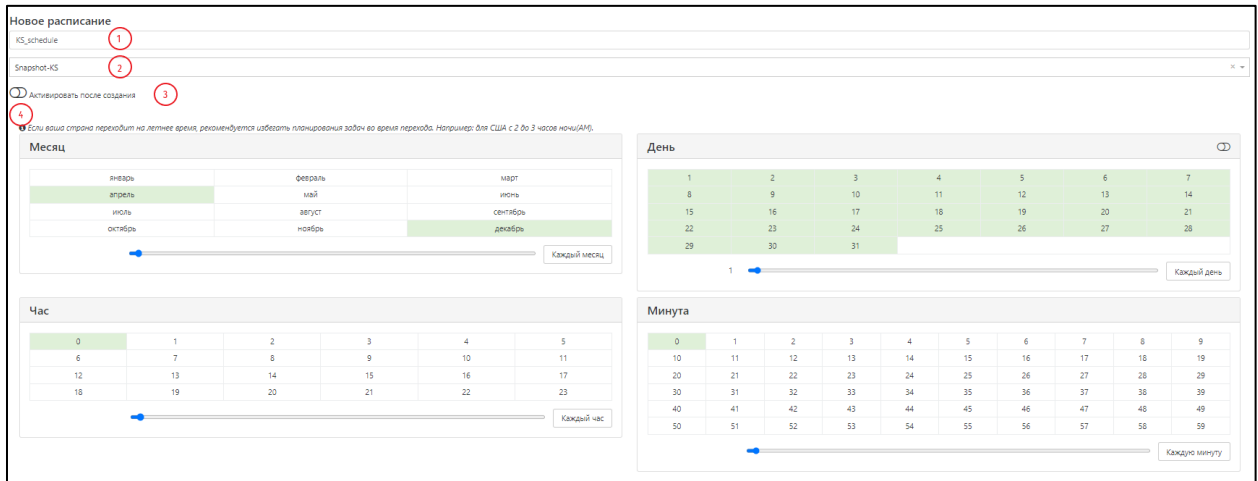 Новое расписание
KS_schedule 1
Snapshot-KS 2
Активировать после создания 3
4
Если ваша страна переходит на летнее время, рекомендуется избегать планирования задач во время перехода. Например: для США с 2 до 3 часов ночи(AM).
Месяц
январь февраль март
апрель май июнь
июль август сентябрь
октябрь ноябрь декабрь
Каждый месяц
День
1 2 3 4 5 6 7
8 9 10 11 12 13 14
15 16 17 18 19 20 21
22 23 24 25 26 27 28
29 30 31
1 Каждый день
Час
0 1 2 3 4 5
6 7 8 9 10 11
12 13 14 15 16 17
18 19 20 21 22 23
Каждый час
Минута
0 1 2 3 4 5 6 7 8 9
10 11 12 13 14 15 16 17 18 19
20 21 22 23 24 25 26 27 28 29
30 31 32 33 34 35 36 37 38 39
40 41 42 43 44 45 46 47 48 49
50 51 52 53 54 55 56 57 58 59
Каждую минуту